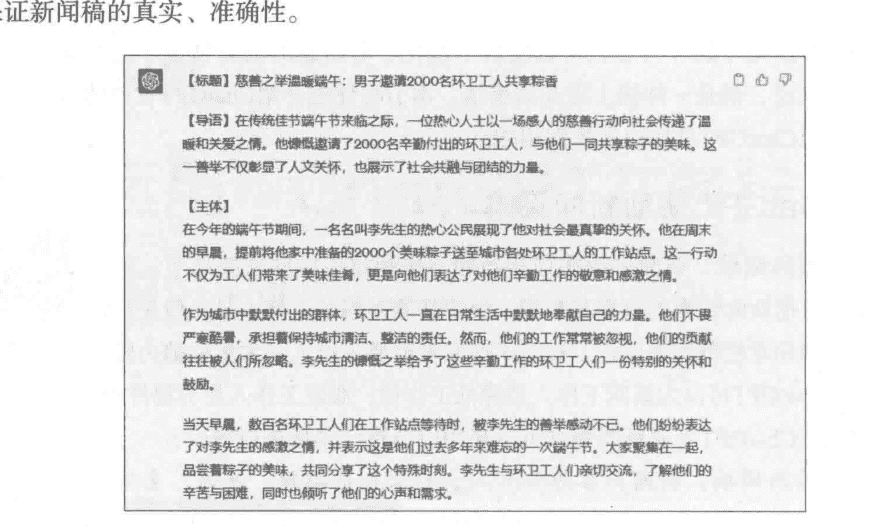 证新闻稿的真实、准确性。
【标题】慈善之举温暖端午：男子邀请2000名环卫工人共享粽香
【导语】在传统佳节端午节来临之际，一位热心人士以一场感人的慈善行动向社会传递了温
暖和关爱之情。他慷慨邀请了2000名辛勤付出的环卫工人，与他们一同共享粽子的美味。这
一善举不仅彰显了人文关怀，也展示了社会共融与团结的力量。
【主体】
在今年的端午节期间，一名名叫李先生的热心公民展现了他对社会最真挚的关怀。他在周末
的早晨，提前将他家中准备的2000个美味粽子送至城市各处环卫工人的工作站点。这一行动
不仅为工人们带来了美味佳肴，更是向他们表达了对他们辛勤工作的敬意和感激之情。
作为城市中默默付出的群体，环卫工人一直在日常生活中默默地奉献自己的力量。他们不畏
严寒酷暑，承担着保持城市清洁、整洁的责任。然而，他们的工作常常被忽视，他们的贡献
往往被人们所忽略。李先生的慷慨之举给予了这些辛勤工作的环卫工人们一份特别的关怀和
鼓励。
当天早晨，数百名环卫工人们在工作站点等待时，被李先生的善举感动不已。他们纷纷表达
了对李先生的感激之情，并表示这是他们过去多年来难忘的一次端午节。大家聚集在一起，
品尝着粽子的美味，共同分享了这个特殊时刻。李先生与环卫工人们亲切交流，了解他们的
辛苦与困难，同时也倾听了他们的心声和需求。